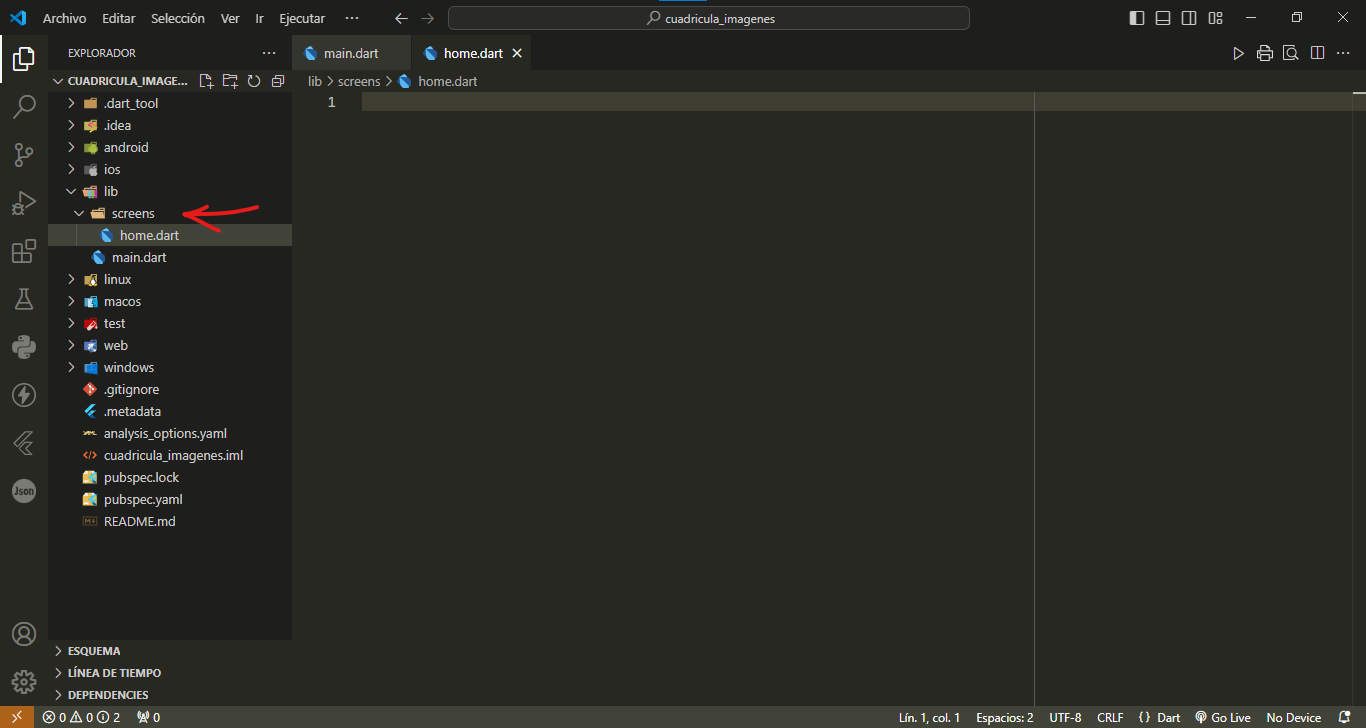 Archivo Editar Selección Ver Ir Ejecutar ··· cuadricula_imagenes
EXPLORADOR ···
main.dart home.dart
CUADRICULA_IMAGE...
lib > screens > home.dart
1
.dart_tool
.idea
android
ios
lib
screens
home.dart
main.dart
linux
macos
test
web
windows
.gitignore
.metadata
analysis_options.yaml
cuadricula_imagenes.iml
pubspec.lock
pubspec.yaml
README.md
Json
ESQUEMA
LÍNEA DE TIEMPO
DEPENDENCIES
0 0 2 0 Lín. 1, col. 1 Espacios: 2 UTF-8 CRLF {} Dart Go Live No Device